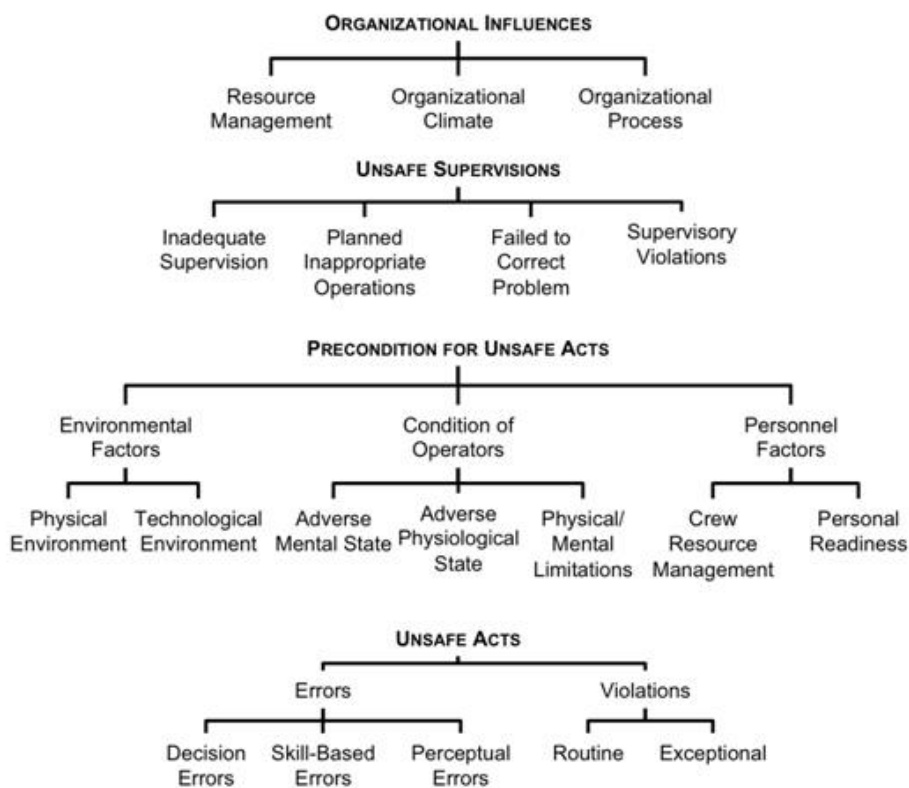 ORGANIZATIONAL INFLUENCES
Resource
Management
Organizational
Climate
Organizational
Process
UNSAFE SUPERVISIONS
Inadequate
Supervision
Planned
Inappropriate
Operations
Failed to
Correct
Problem
Supervisory
Violations
PRECONDITION FOR UNSAFE ACTS
Environmental
Factors
Condition of
Operators
Personnel
Factors
Physical
Environment
Technological
Environment
Adverse
Mental State
Adverse
Physiological
State
Physical/
Mental
Limitations
Crew
Resource
Management
Personal
Readiness
UNSAFE ACTS
Errors
Violations
Decision
Errors
Skill-Based
Errors
Perceptual
Errors
Routine
Exceptional